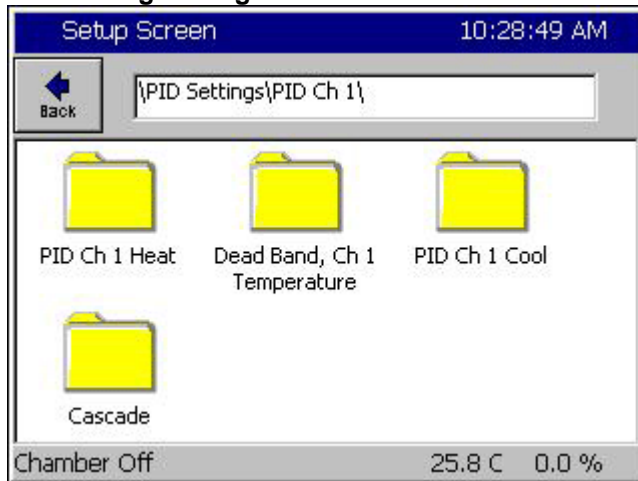 Setup Screen 10:28:49 AM
Back
\PID Settings\PID Ch 1\
PID Ch 1 Heat
Dead Band, Ch 1
Temperature
PID Ch 1 Cool
Cascade
Chamber Off 25.8 C 0.0 %